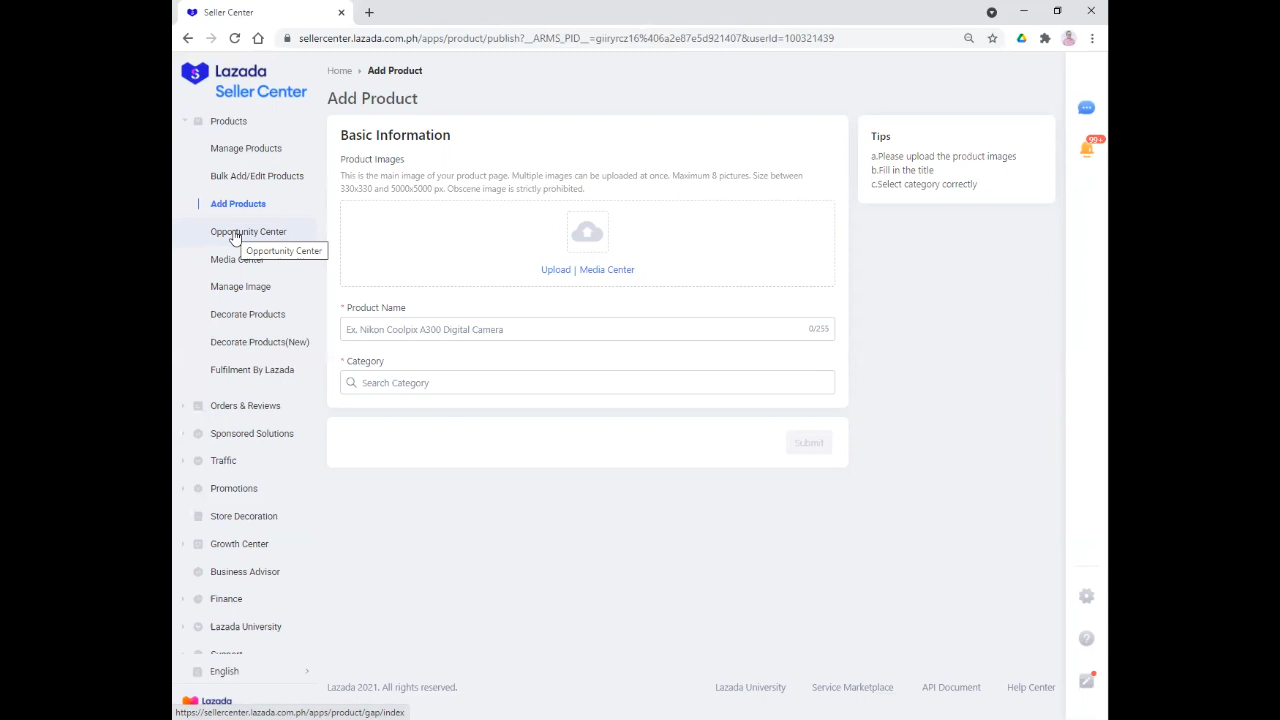 Seller Center
sellercenter.lazada.com.ph/apps/product/publish?__ARMS_PID__=giiryrcz16%406a2e87e5d921407&userId=100321439
S Lazada
Seller Center
Products
Manage Products
Bulk Add/Edit Products
Add Products
Opportunity Center
Opportunity Center
Media Center
Manage Image
Decorate Products
Decorate Products(New)
Fulfilment By Lazada
Orders & Reviews
Sponsored Solutions
Traffic
Promotions
Store Decoration
Growth Center
Business Advisor
Finance
Lazada University
English
Lazada
https://sellercenter.lazada.com.ph/apps/product/gap/index
Home › Add Product
Add Product
Basic Information
Product Images
This is the main image of your product page. Multiple images can be uploaded at once. Maximum 8 pictures. Size between
330x330 and 5000x5000 px. Obscene image is strictly prohibited.
Upload | Media Center
* Product Name
Ex. Nikon Coolpix A300 Digital Camera 0/255
* Category
Search Category
Submit
Tips
a.Please upload the product images
b.Fill in the title
c.Select category correctly
99+
Lazada 2021. All rights reserved. Lazada University Service Marketplace API Document Help Center